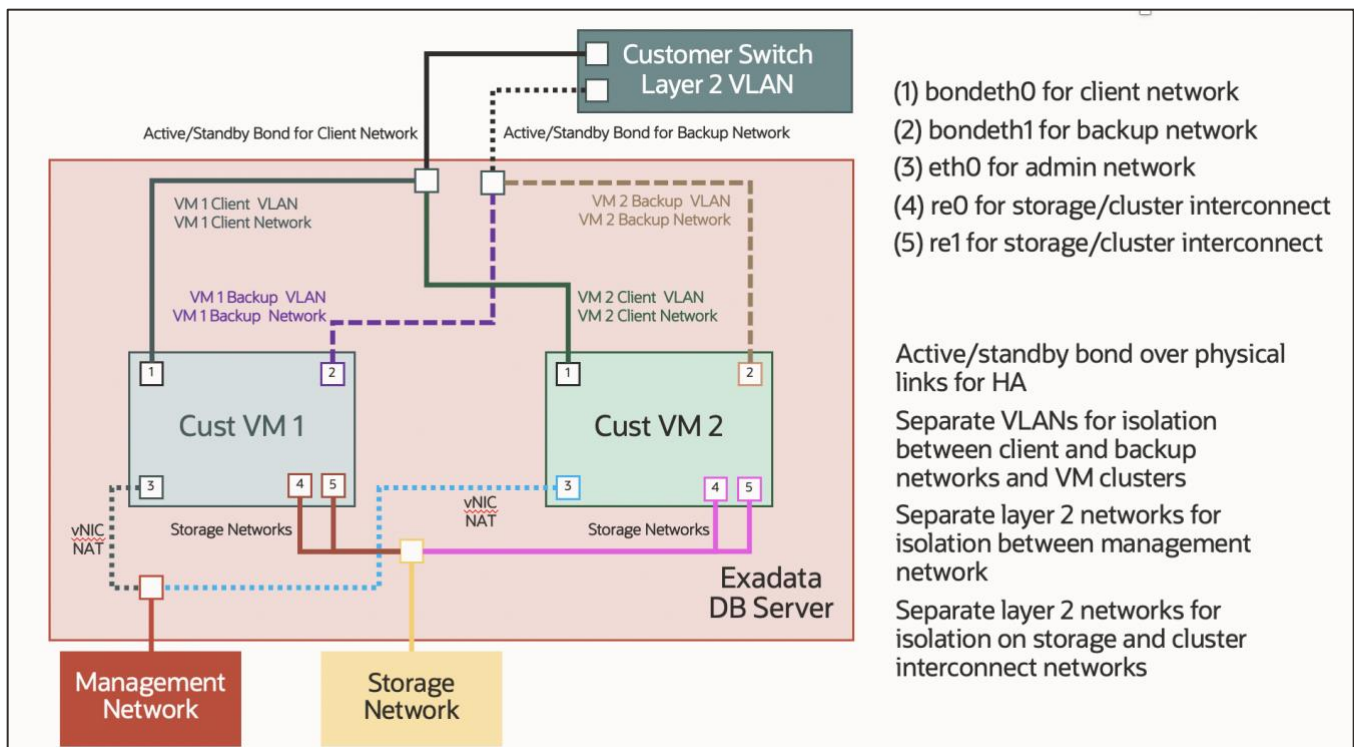 Customer Switch
Layer 2 VLAN
Active/Standby Bond for Client Network
Active/Standby Bond for Backup Network
VM 1 Client VLAN
VM 1 Client Network
VM 2 Backup VLAN
VM 2 Backup Network
VM 1 Backup VLAN
VM 1 Backup Network
VM 2 Client VLAN
VM 2 Client Network
1
2
1
2
Cust VM 1
Cust VM 2
3
4
5
3
4
5
vNIC
NAT
Storage Networks
vNIC
NAT
Storage Networks
Exadata
DB Server
Management
Network
Storage
Network
(1) bondeth0 for client network
(2) bondeth1 for backup network
(3) eth0 for admin network
(4) re0 for storage/cluster interconnect
(5) re1 for storage/cluster interconnect
Active/standby bond over physical
links for HA
Separate VLANs for isolation
between client and backup
networks and VM clusters
Separate layer 2 networks for
isolation between management
network
Separate layer 2 networks for
isolation on storage and cluster
interconnect networks